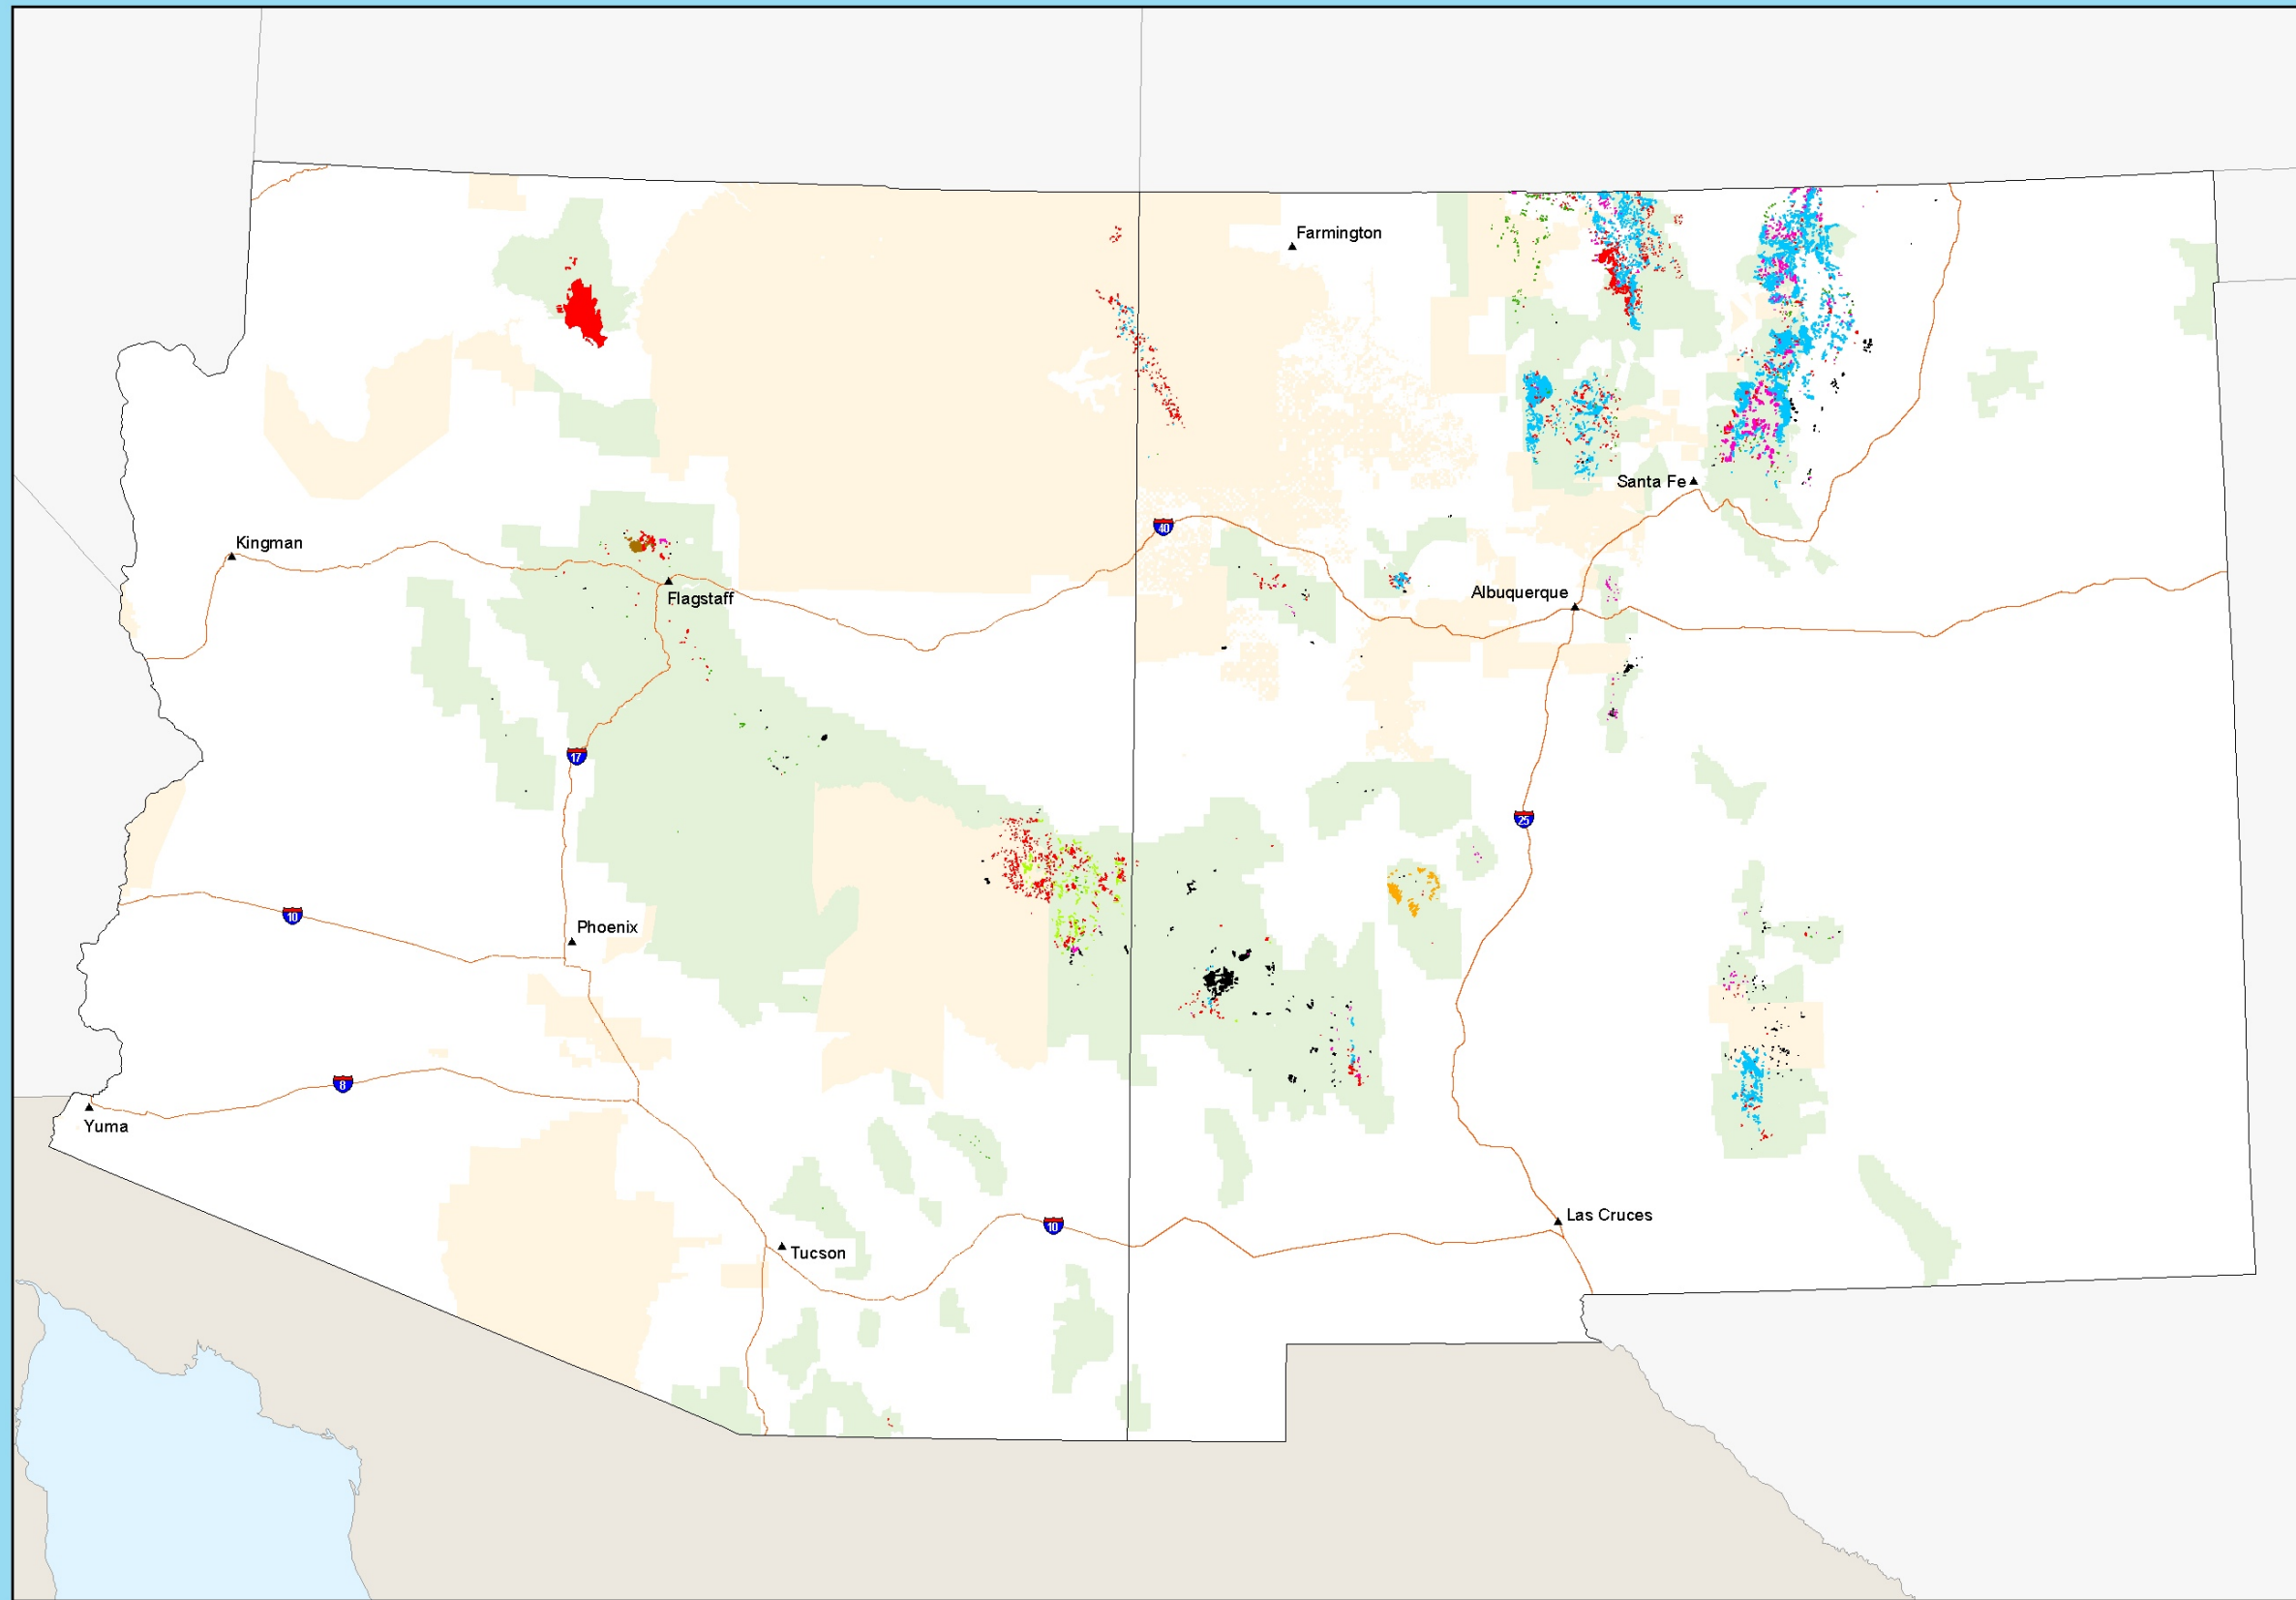 Farmington
Santa Fe
40
Kingman
Albuquerque
Flagstaff
17
25
10
Phoenix
8
Yuma
Las Cruces
10
Tucson